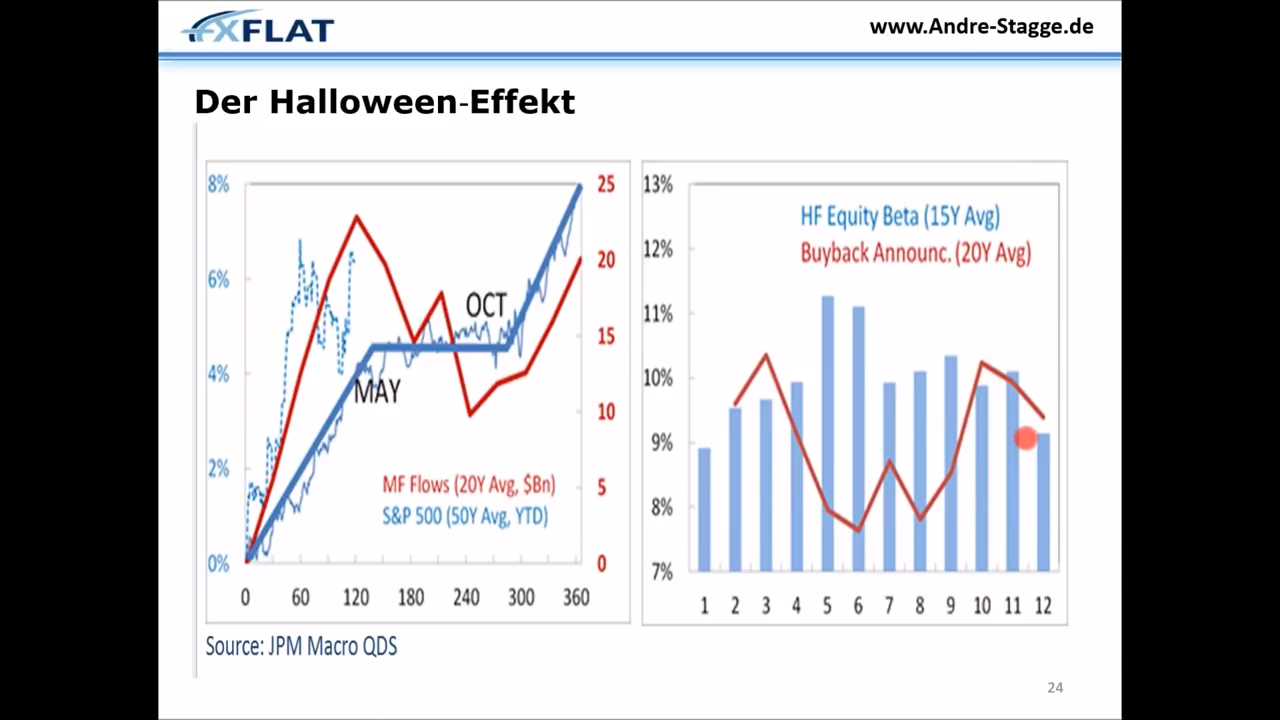 FXFLAT
www.Andre-Stagge.de
Der Halloween-Effekt
8%
6%
4%
2%
0%
25
20
15
10
5
0
OCT
MAY
MF Flows (20Y Avg, $Bn)
S&P 500 (50Y Avg, YTD)
0 60 120 180 240 300 360
13%
12%
11%
10%
9%
8%
7%
HF Equity Beta (15Y Avg)
Buyback Announc. (20Y Avg)
1 2 3 4 5 6 7 8 9 10 11 12
Source: JPM Macro QDS
24